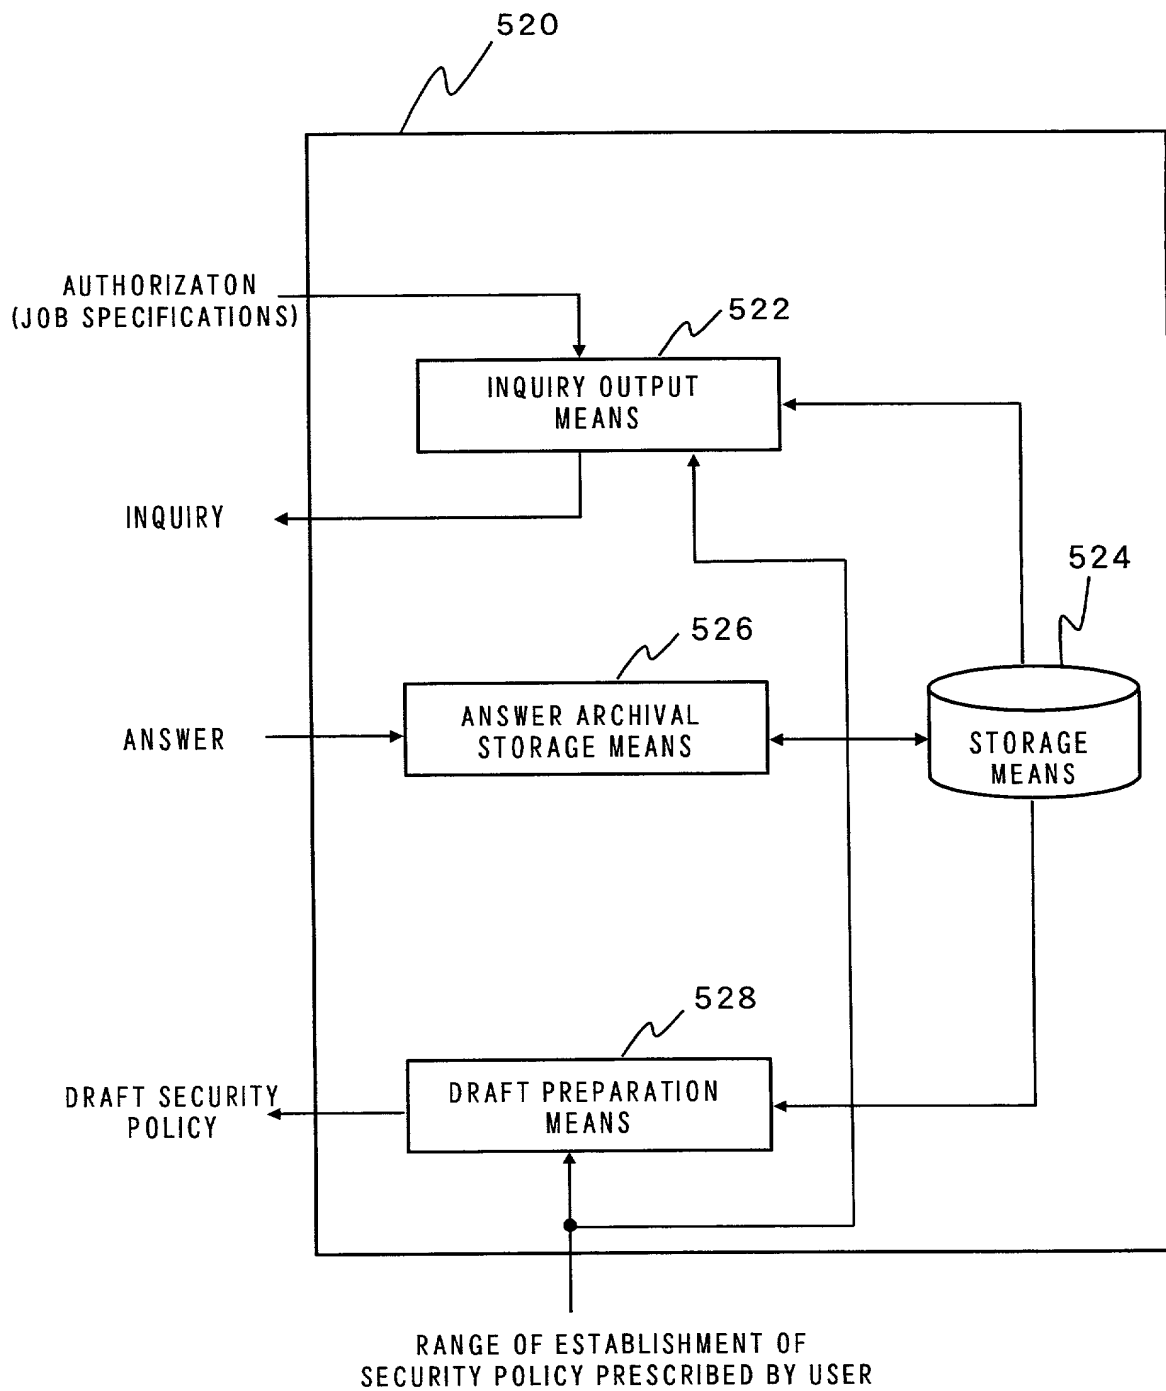 520
AUTHORIZATON
(JOB SPECIFICATIONS)
522
INQUIRY OUTPUT
MEANS
INQUIRY
524
526
ANSWER
ANSWER ARCHIVAL
STORAGE MEANS
STORAGE
MEANS
528
DRAFT SECURITY
POLICY
DRAFT PREPARATION
MEANS
RANGE OF ESTABLISHMENT OF
SECURITY POLICY PRESCRIBED BY USER